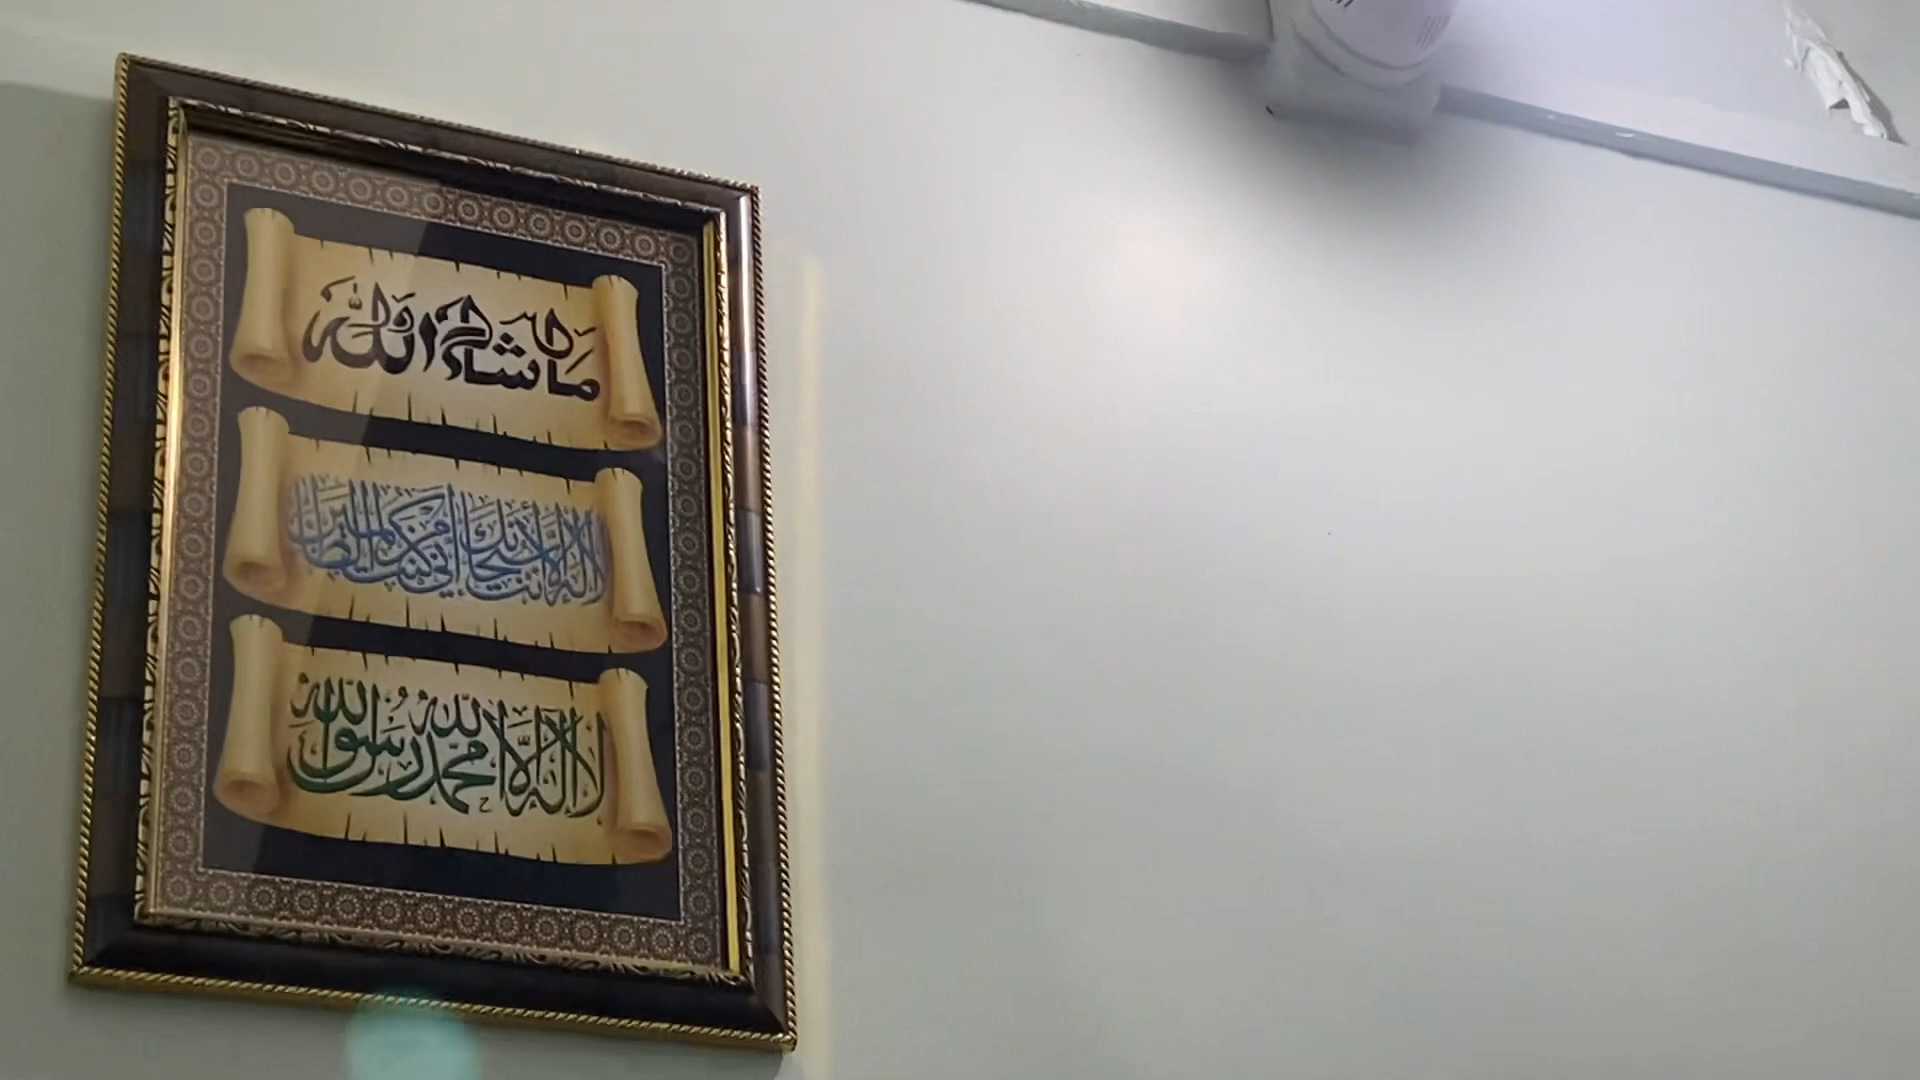 ما شاء الله
لا إله إلا أنت سبحانك إني كنت من الظالمين
لا إله إلا الله محمد رسول الله